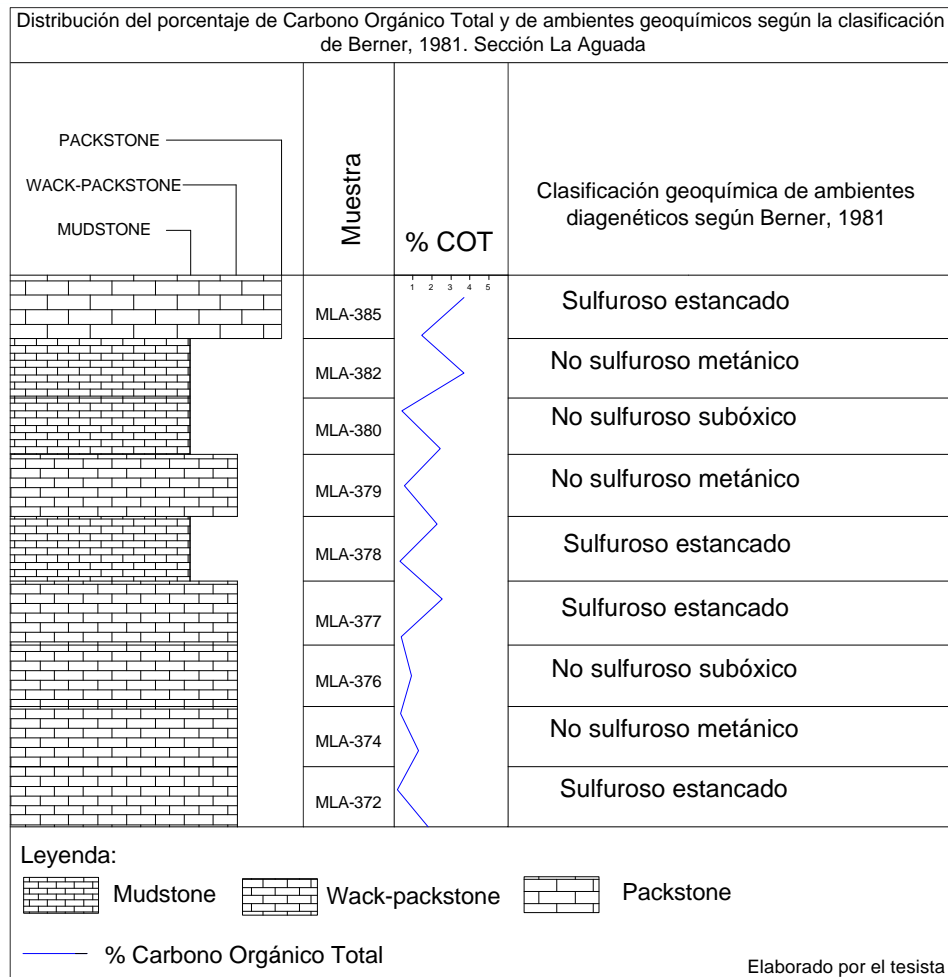 Distribución del porcentaje de Carbono Orgánico Total y de ambientes geoquímicos según la clasificación
de Berner, 1981. Sección La Aguada
PACKSTONE
WACK-PACKSTONE
MUDSTONE
Muestra
% COT
Clasificación geoquímica de ambientes
diagenéticos según Berner, 1981
1 2 3 4 5
MLA-385
Sulfuroso estancado
MLA-382
No sulfuroso metánico
MLA-380
No sulfuroso subóxico
MLA-379
No sulfuroso metánico
MLA-378
Sulfuroso estancado
MLA-377
Sulfuroso estancado
MLA-376
No sulfuroso subóxico
MLA-374
No sulfuroso metánico
MLA-372
Sulfuroso estancado
Leyenda:
Mudstone
Wack-packstone
Packstone
% Carbono Orgánico Total
Elaborado por el tesista